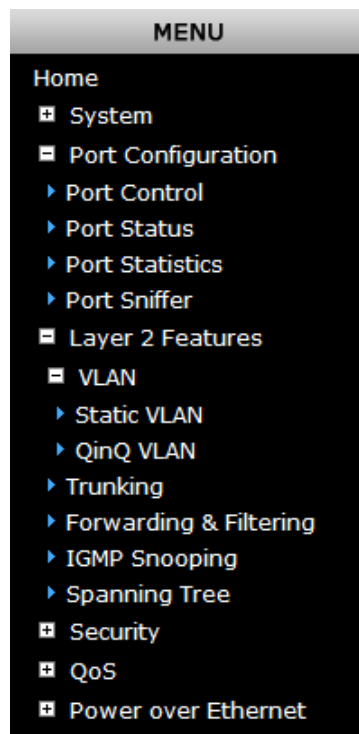 MENU
Home
System
Port Configuration
Port Control
Port Status
Port Statistics
Port Sniffer
Layer 2 Features
VLAN
Static VLAN
QinQ VLAN
Trunking
Forwarding & Filtering
IGMP Snooping
Spanning Tree
Security
QoS
Power over Ethernet